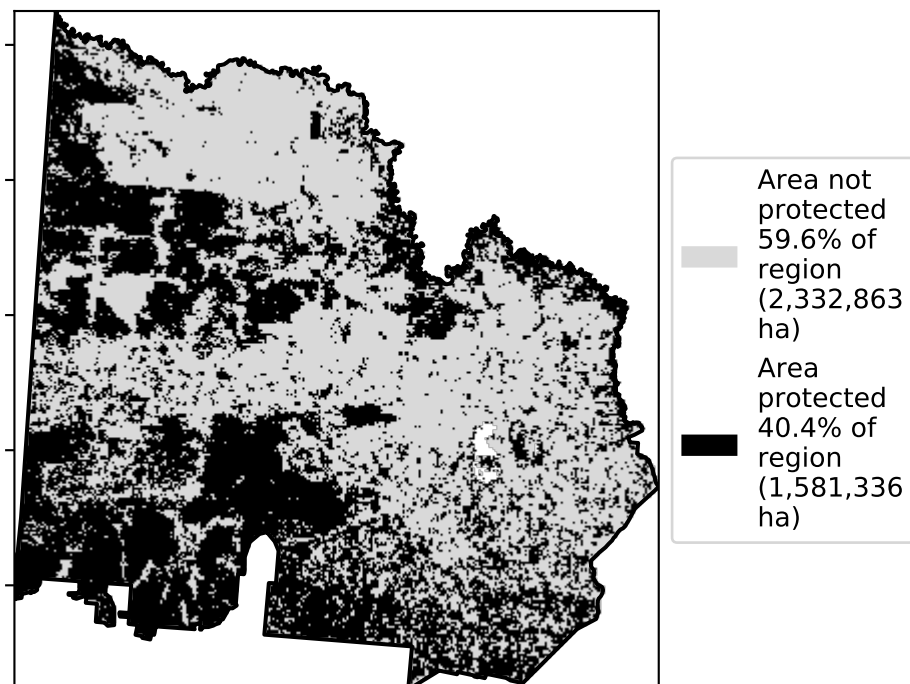 Area not
protected
59.6% of
region
(2,332,863
ha)
Area
protected
40.4% of
region
(1,581,336
ha)